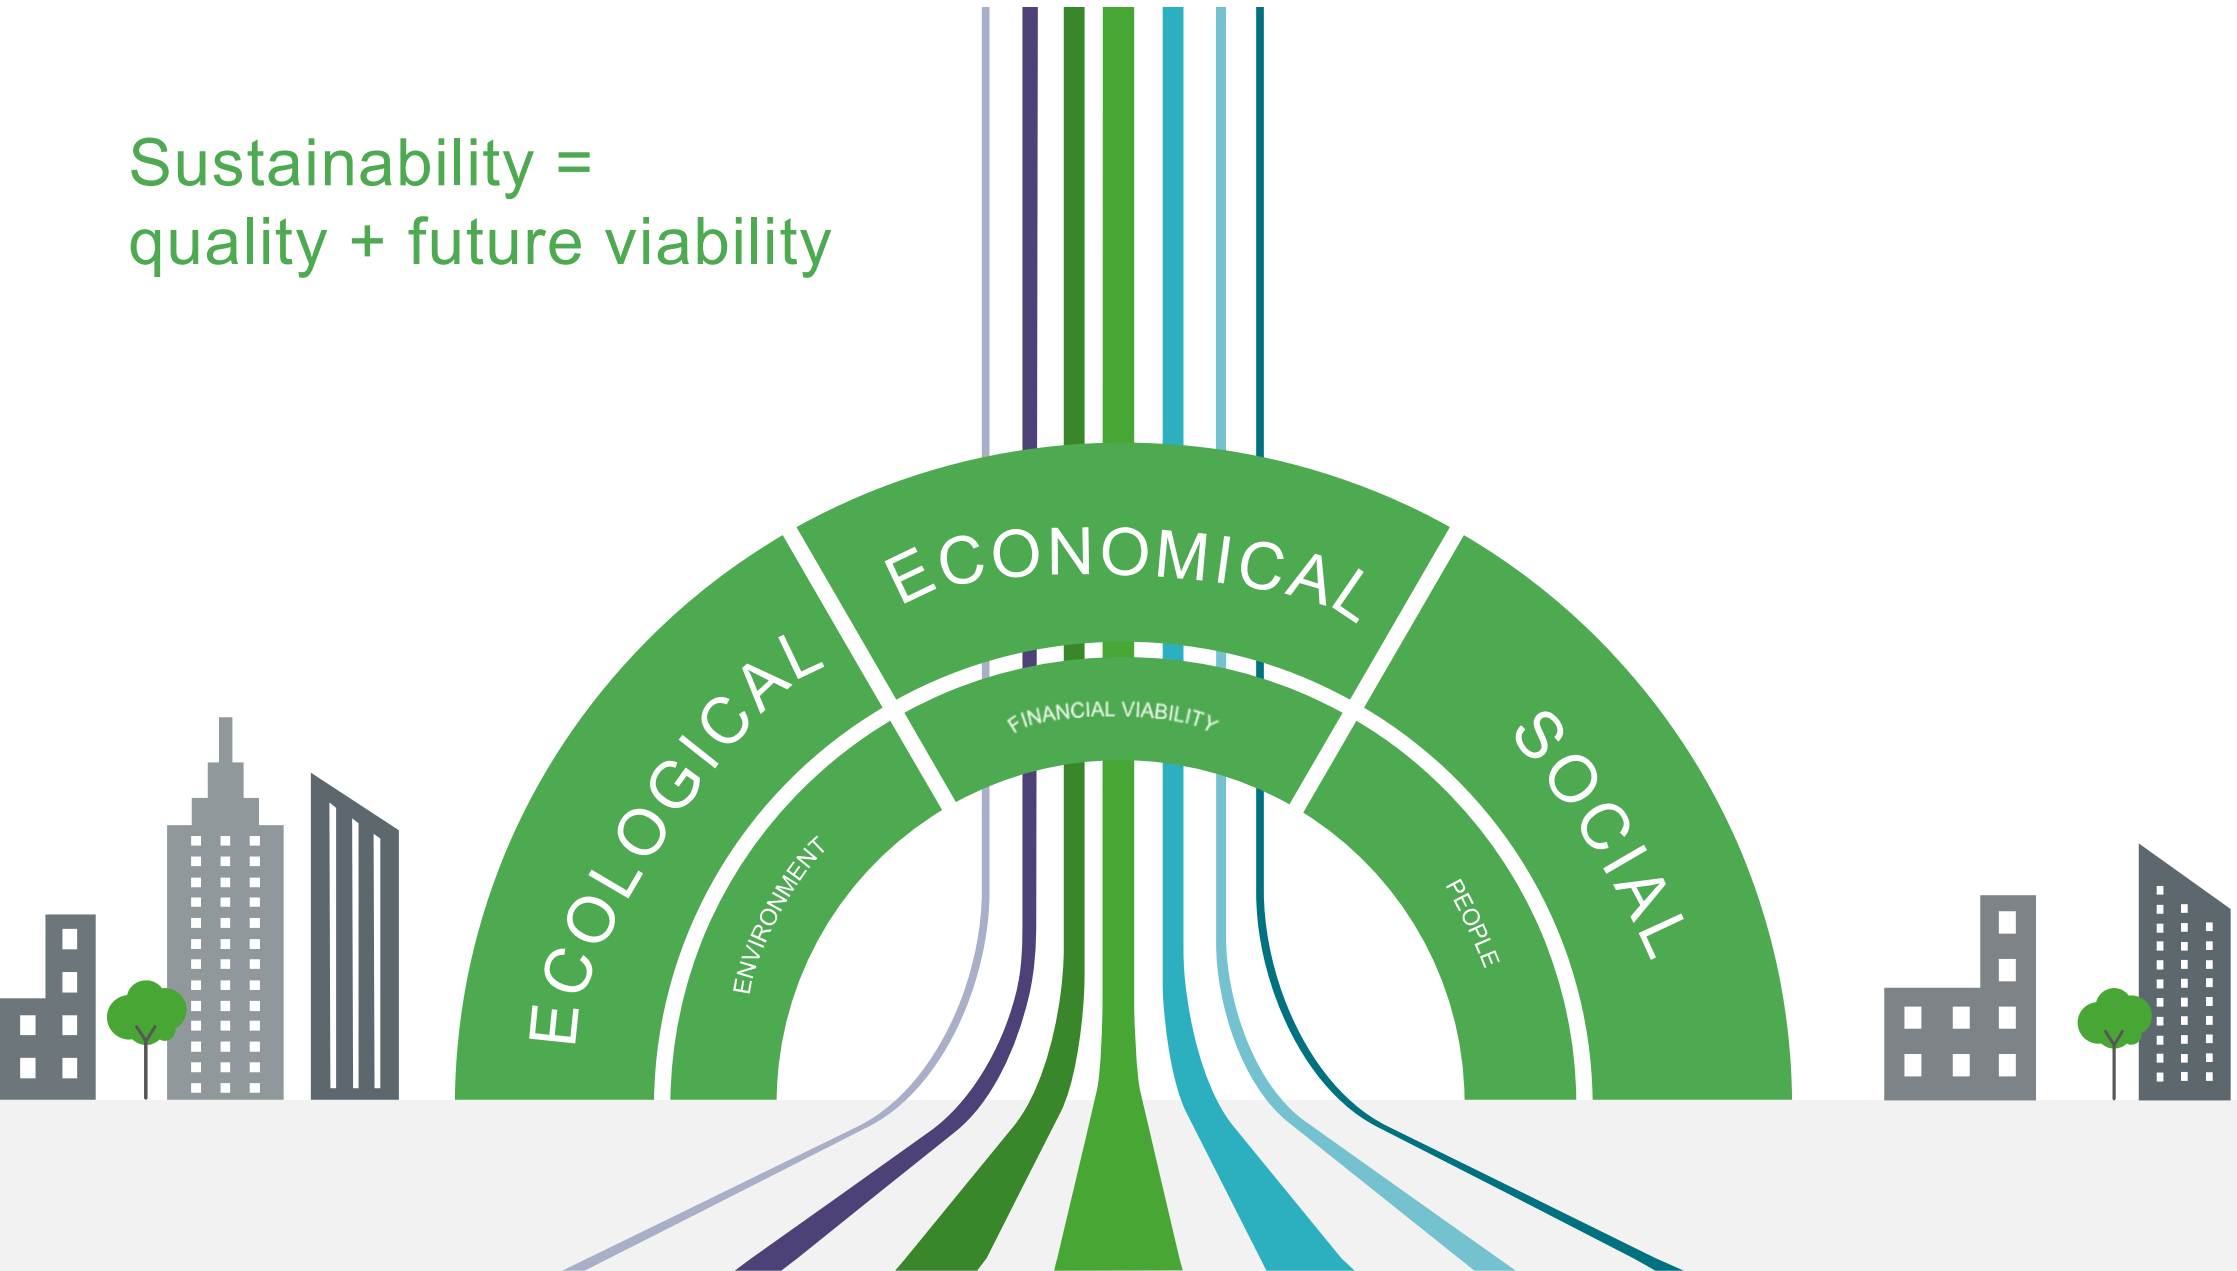 Sustainability =
quality + future viability
ECOLOGICAL
ECONOMICAL
SOCIAL
ENVIRONMENT
FINANCIAL VIABILITY
PEOPLE